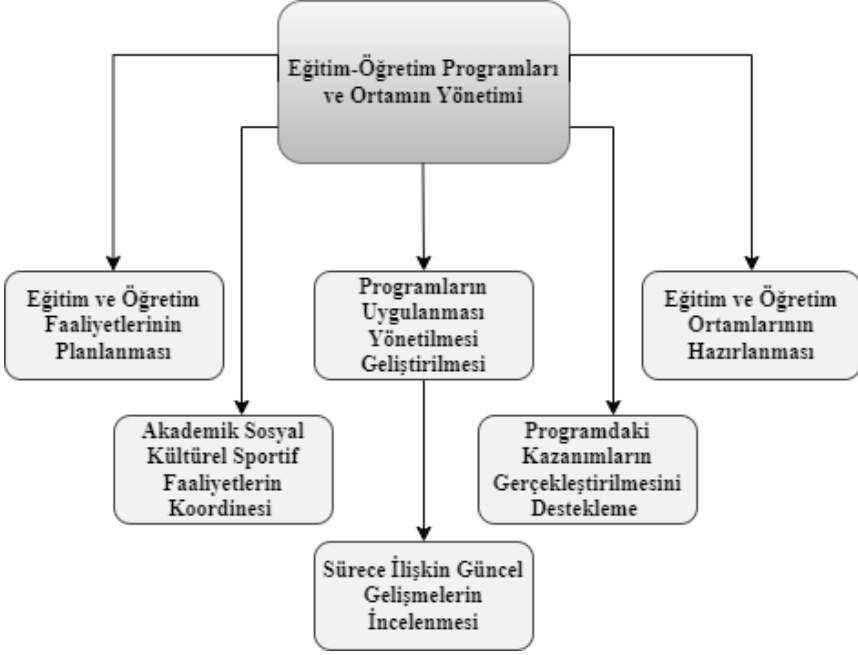 Eğitim-Öğretim Programları
ve Ortamın Yönetimi
Eğitim ve Öğretim
Faaliyetlerinin
Planlanması
Programların
Uygulanması
Yönetilmesi
Geliştirilmesi
Eğitim ve Öğretim
Ortamlarının
Hazırlanması
Akademik Sosyal
Kültürel Sportif
Faaliyetlerin
Koordinesi
Programdaki
Kazanımların
Gerçekleştirilmesini
Destekleme
Sürece İlişkin Güncel
Gelişmelerin
İncelenmesi